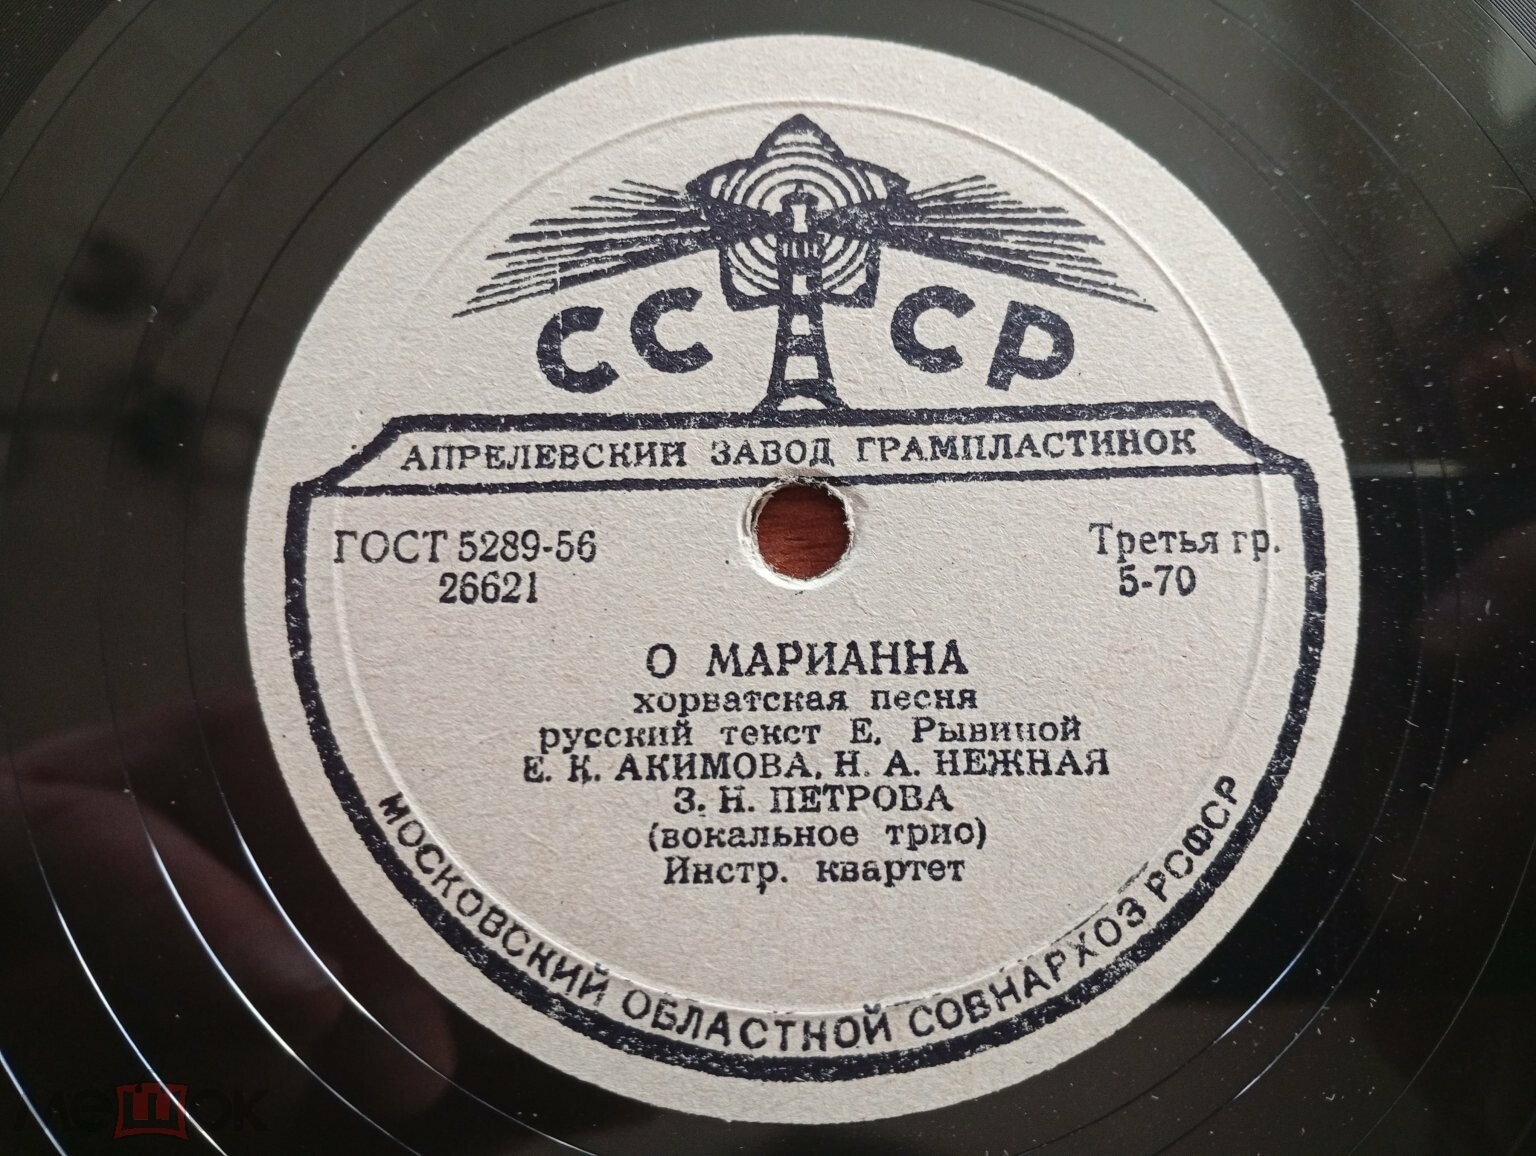 СССР
АПРЕЛЕВСКИЙ ЗАВОД ГРАМПЛАСТИНОК
ГОСТ 5289-56
26621
Третья гр.
5-70
О МАРИАННА
хорватская песня
русский текст Е. Рывиной
Е. К. АКИМОВА, Н. А. НЕЖНАЯ
З. Н. ПЕТРОВА
(вокальное трио)
Инстр. квартет
МОСКОВСКИЙ ОБЛАСТНОЙ СОВНАРХОЗ РСФСР
мешок